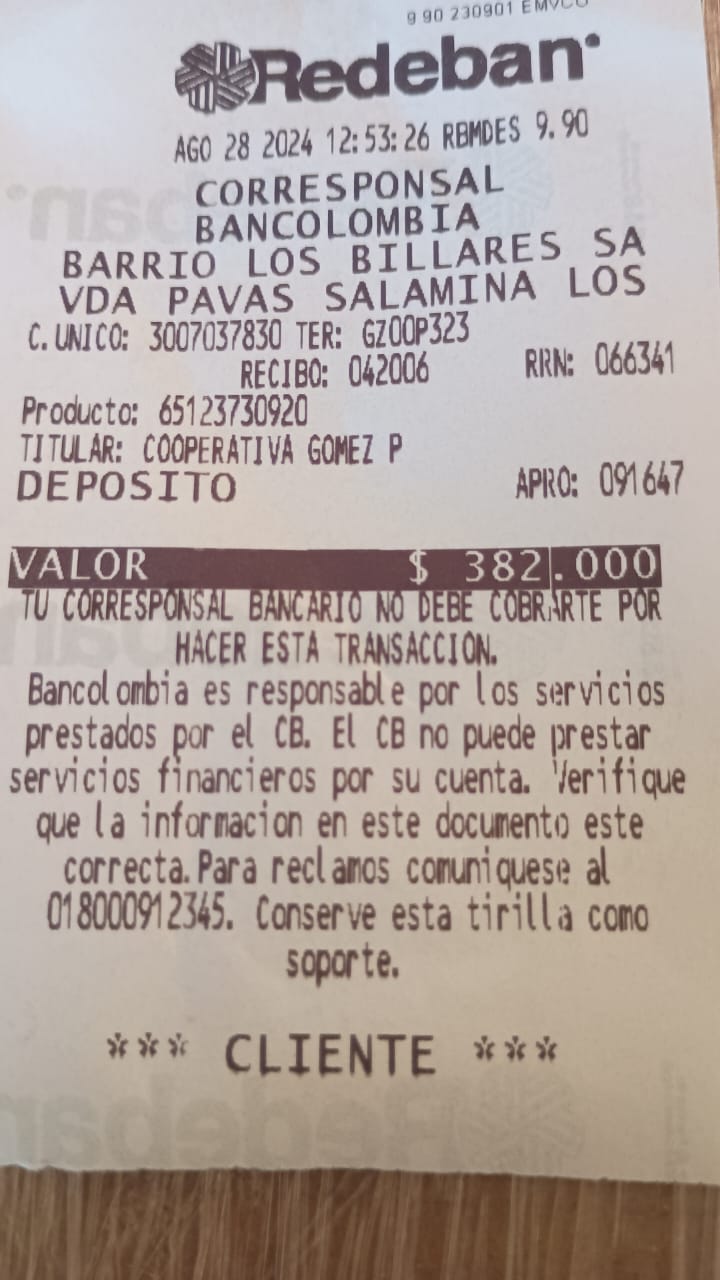 9 90 230901 EMVCO
Redeban
AGO 28 2024 12:53:26 RBMDES 9.90
CORRESPONSAL
BANCOLOMBIA
BARRIO LOS BILLARES SA
VDA PAVAS SALAMINA LOS
C. UNICO: 3007037830 TER: GZ00P323
RECIBO: 042006 RRN: 066341
Producto: 65123730920
TITULAR: COOPERATIVA GOMEZ P
DEPOSITO APRO: 091647
VALOR $ 382.000
TU CORRESPONSAL BANCARIO NO DEBE COBRARTE POR
HACER ESTA TRANSACCION.
Bancolombia es responsable por los servicios
prestados por el CB. El CB no puede prestar
servicios financieros por su cuenta. Verifique
que la informacion en este documento este
correcta. Para reclamos comuniquese al
018000912345. Conserve esta tirilla como
soporte.
*** CLIENTE ***